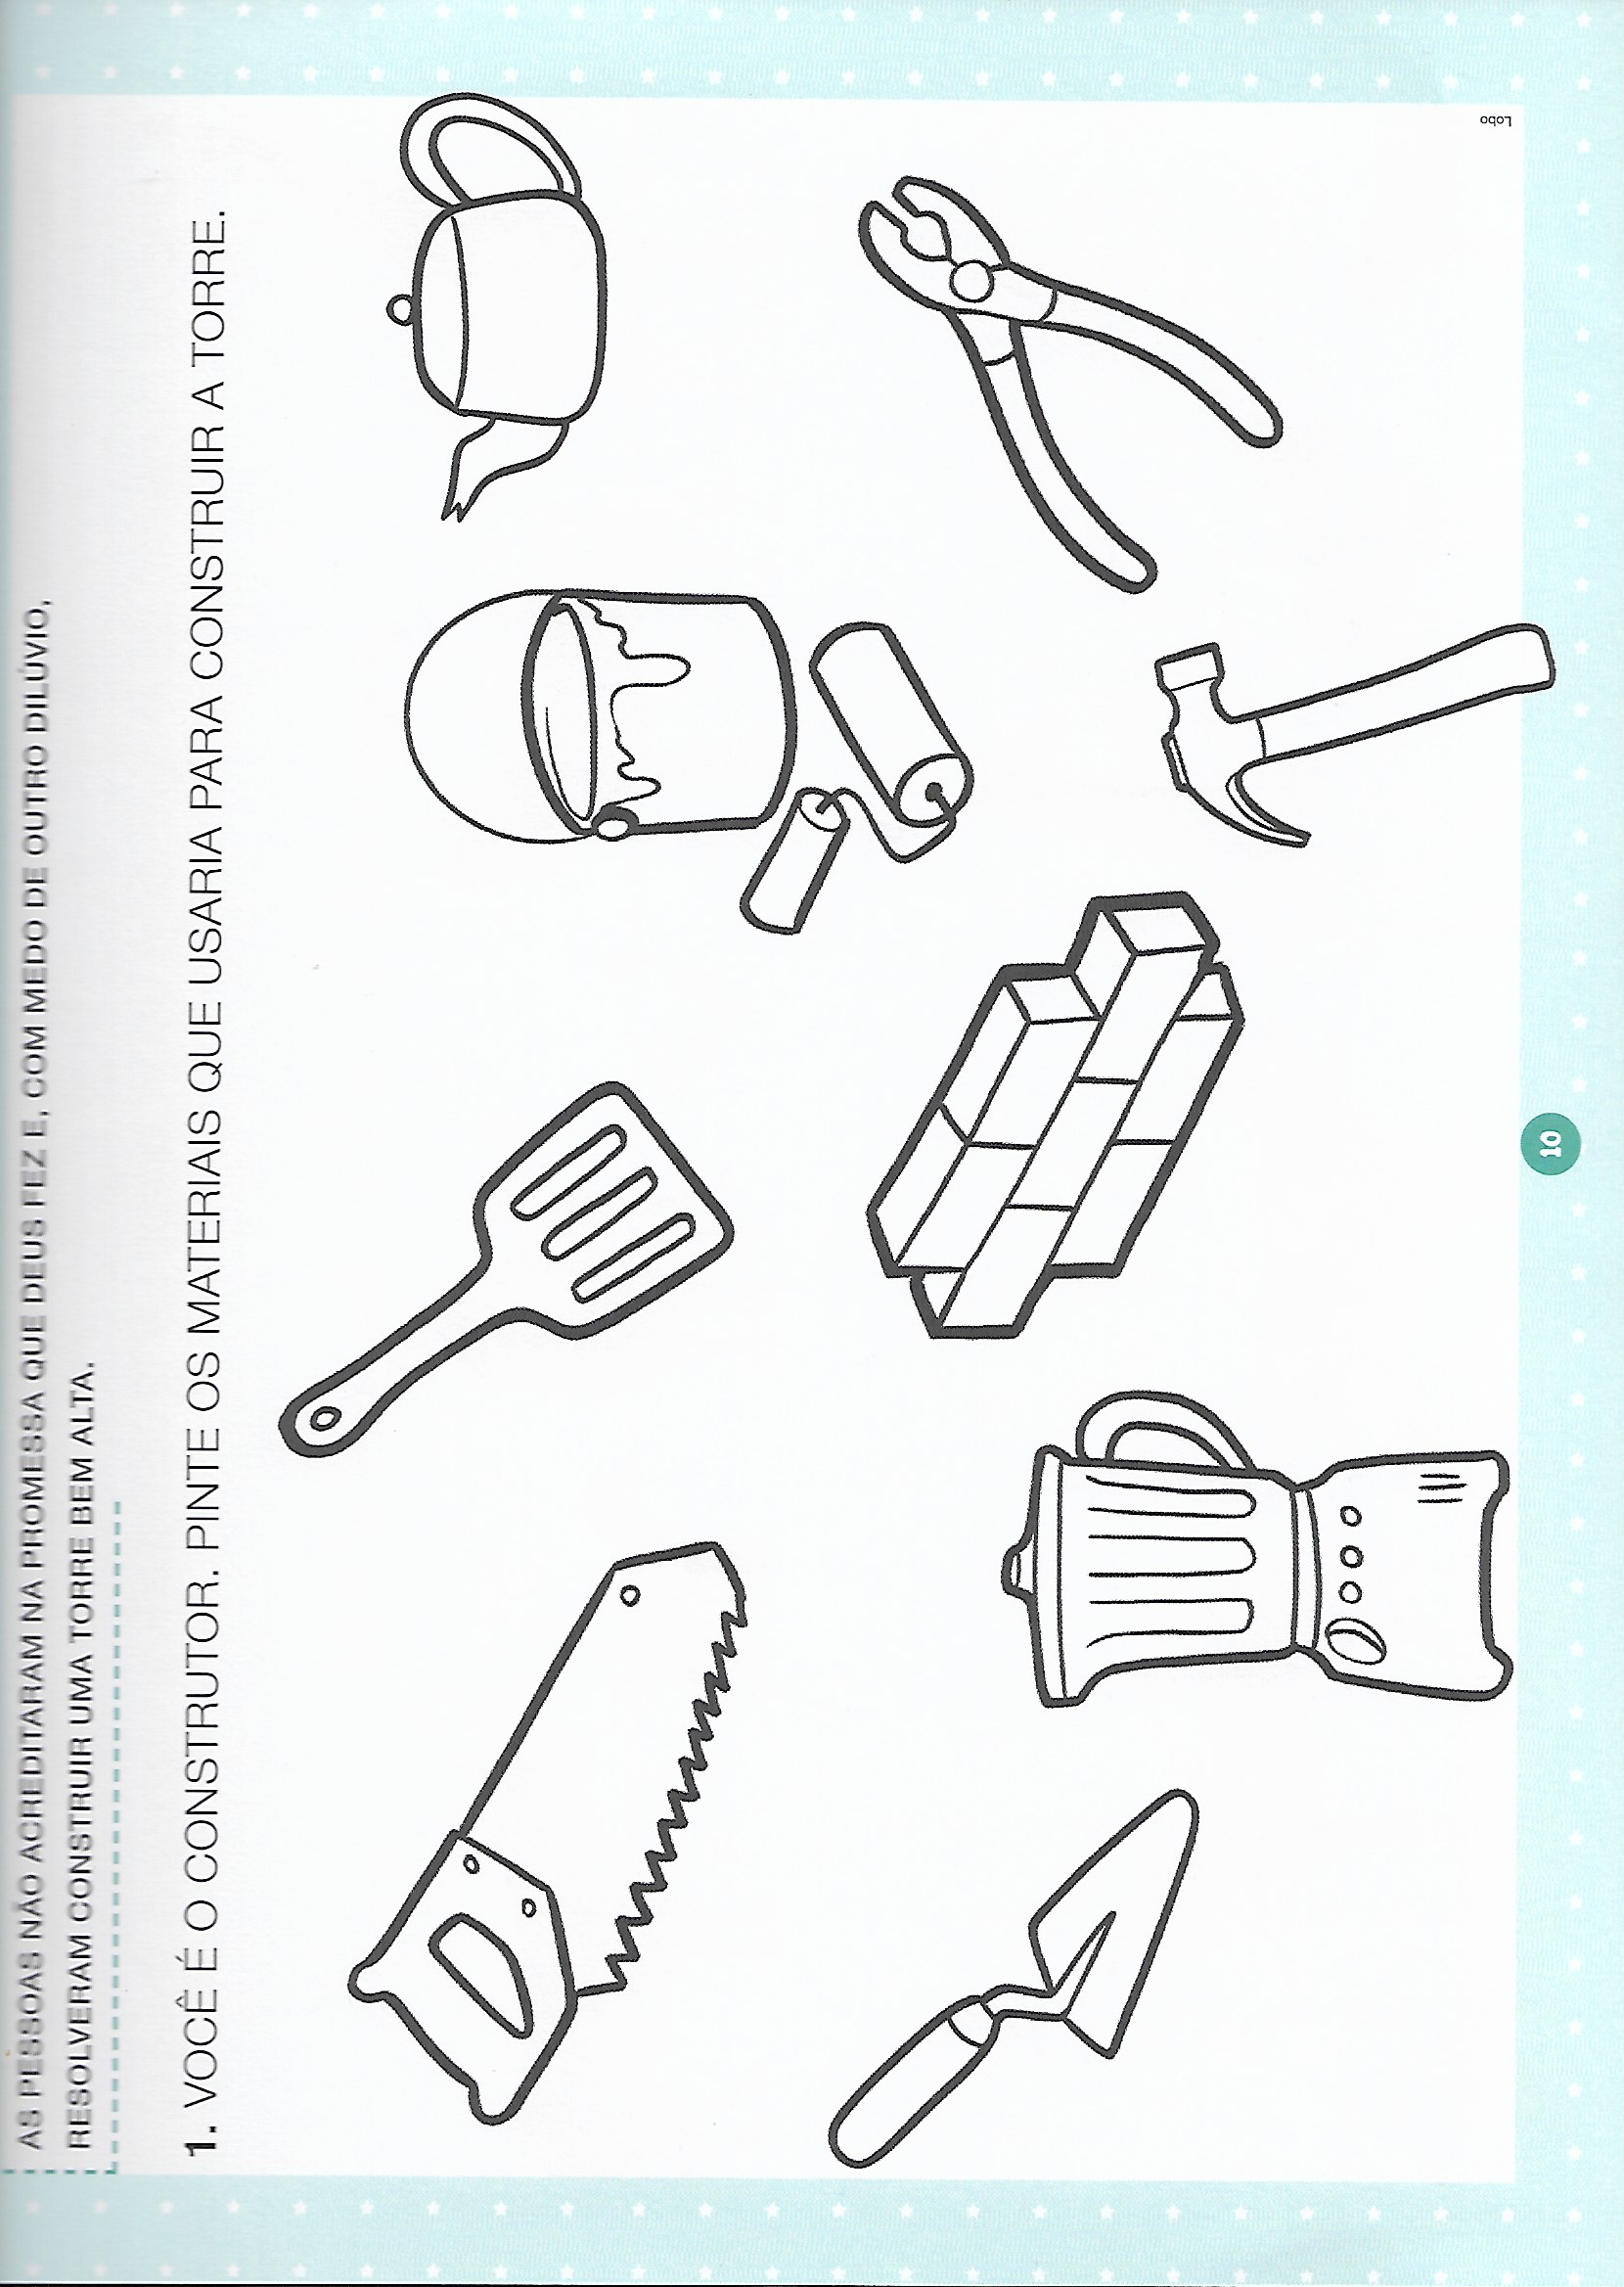 AS PESSOAS NÃO ACREDITARAM NA PROMESSA QUE DEUS FEZ E, COM MEDO DE OUTRO DILÚVIO,
RESOLVERAM CONSTRUIR UMA TORRE BEM ALTA.
1. VOCÊ É O CONSTRUTOR. PINTE OS MATERIAIS QUE USARIA PARA CONSTRUIR A TORRE.
Lobo
10